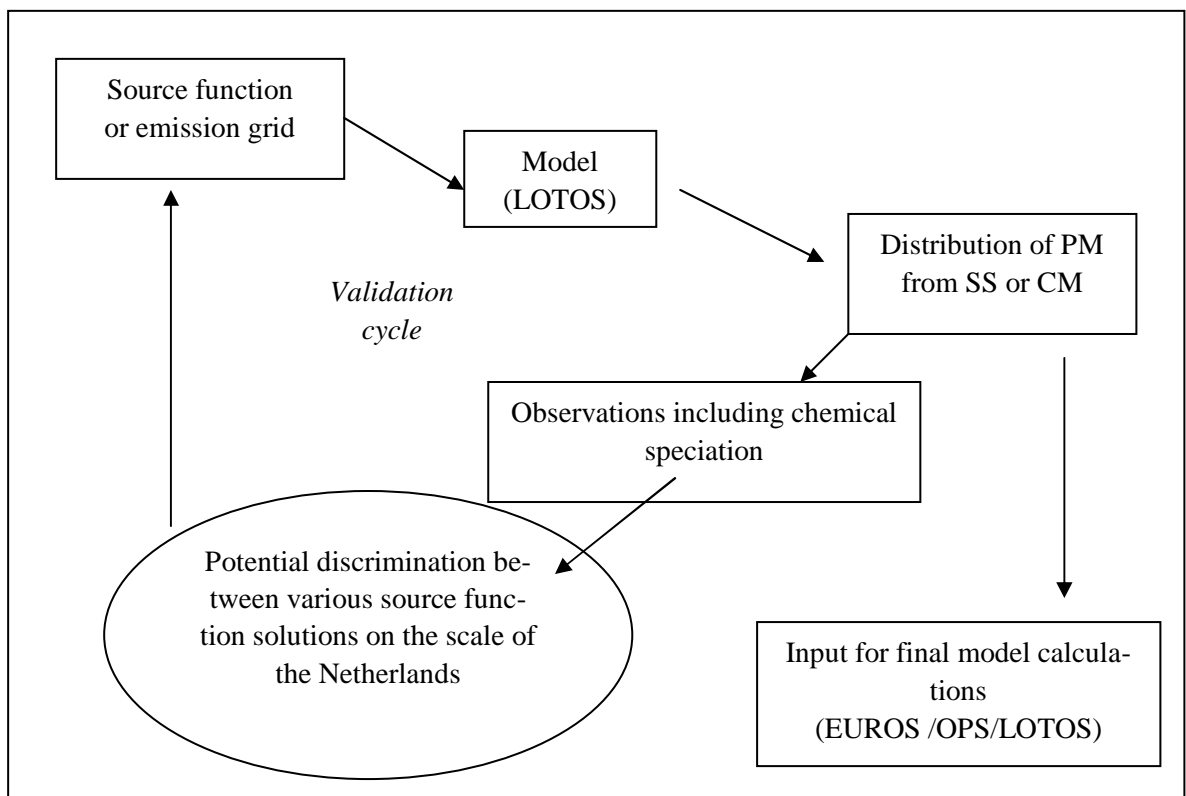 Source function
or emission grid
Model
(LOTOS)
Distribution of PM
from SS or CM
Validation
cycle
Observations including chemical
speciation
Potential discrimination be-
tween various source func-
tion solutions on the scale of
the Netherlands
Input for final model calcula-
tions
(EUROS /OPS/LOTOS)